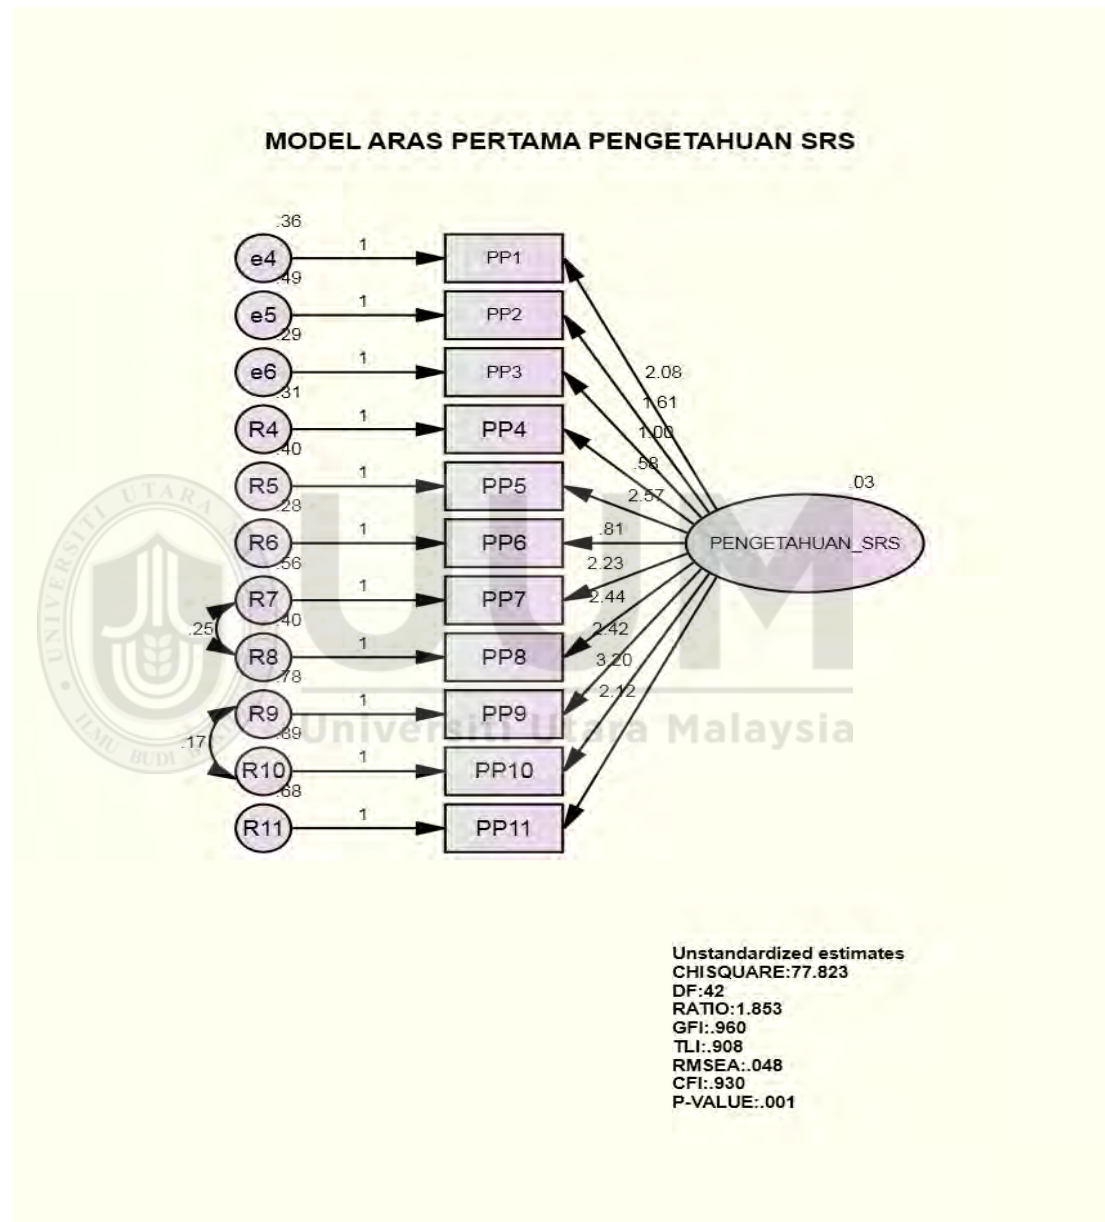 MODEL ARAS PERTAMA PENGETAHUAN SRS
.36
e4 1 PP1
.49
e5 1 PP2
.29
e6 1 PP3
2.08
.31
1.61
R4 1 PP4
1.00
.40
.58
R5 1 PP5
2.57
.03
.28
R6 1 PP6
.81
PENGETAHUAN_SRS
.56
2.23
R7 1 PP7
2.44
.40
.25
2.42
R8 1 PP8
3.20
.78
2.12
R9 1 PP9
.89
.17
R10 1 PP10
.68
R11 1 PP11
UUM
Universiti Utara Malaysia
UNIVERSITI UTARA
ILMU BUDI
Unstandardized estimates
CHISQUARE:77.823
DF:42
RATIO:1.853
GFI:.960
TLI:.908
RMSEA:.048
CFI:.930
P-VALUE:.001